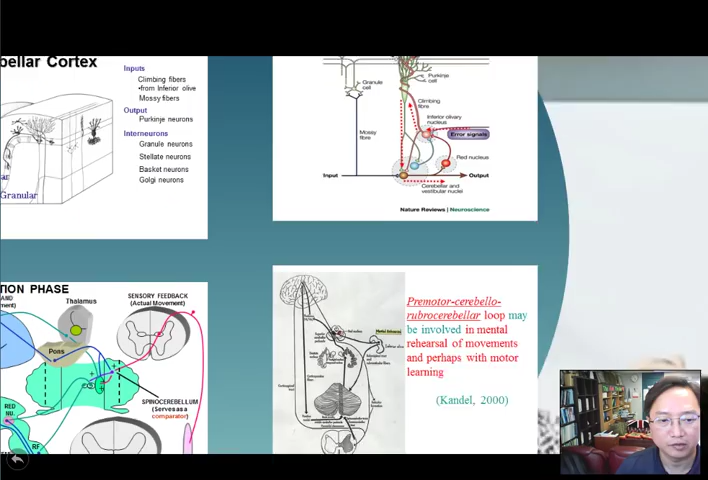 bellar Cortex
Inputs
Climbing fibers
•from Inferior olive
Mossy fibers
Output
Purkinje neurons
Interneurons
Granule neurons
Stellate neurons
Basket neurons
Golgi neurons
ar
Granular
Granule
cell
Purkinje
cell
Climbing
fibre
Inferior olivary
nucleus
Error signals
Mossy
fibre
Red nucleus
Input
Output
Cerebellar and
vestibular nuclei
Nature Reviews | Neuroscience
TION PHASE
AND
ment)
Thalamus
SENSORY FEEDBACK
(Actual Movement)
Pons
SPINOCEREBELLUM
(Serves as a
comparator)
RED
NU.
RF
Premotor-cerebello-
rubrocerebellar loop may
be involved in mental
rehearsal of movements
and perhaps with motor
learning
(Kandel, 2000)